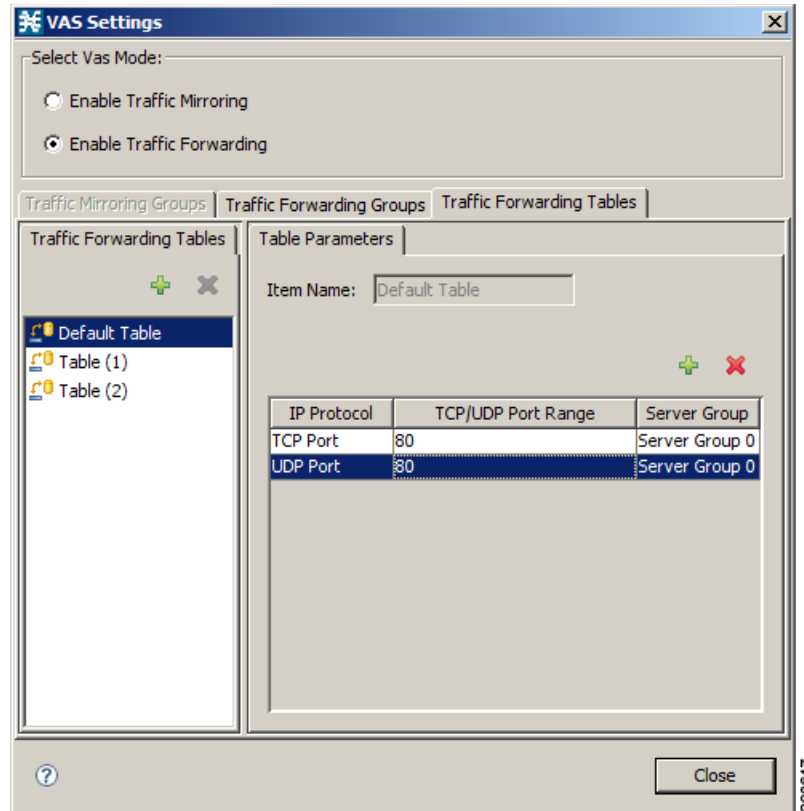 VAS Settings
Select Vas Mode:
Enable Traffic Mirroring
Enable Traffic Forwarding
Traffic Mirroring Groups Traffic Forwarding Groups Traffic Forwarding Tables
Traffic Forwarding Tables Table Parameters
Item Name: Default Table
Default Table
Table (1)
Table (2)
IP Protocol TCP/UDP Port Range Server Group
TCP Port 80 Server Group 0
UDP Port 80 Server Group 0
Close